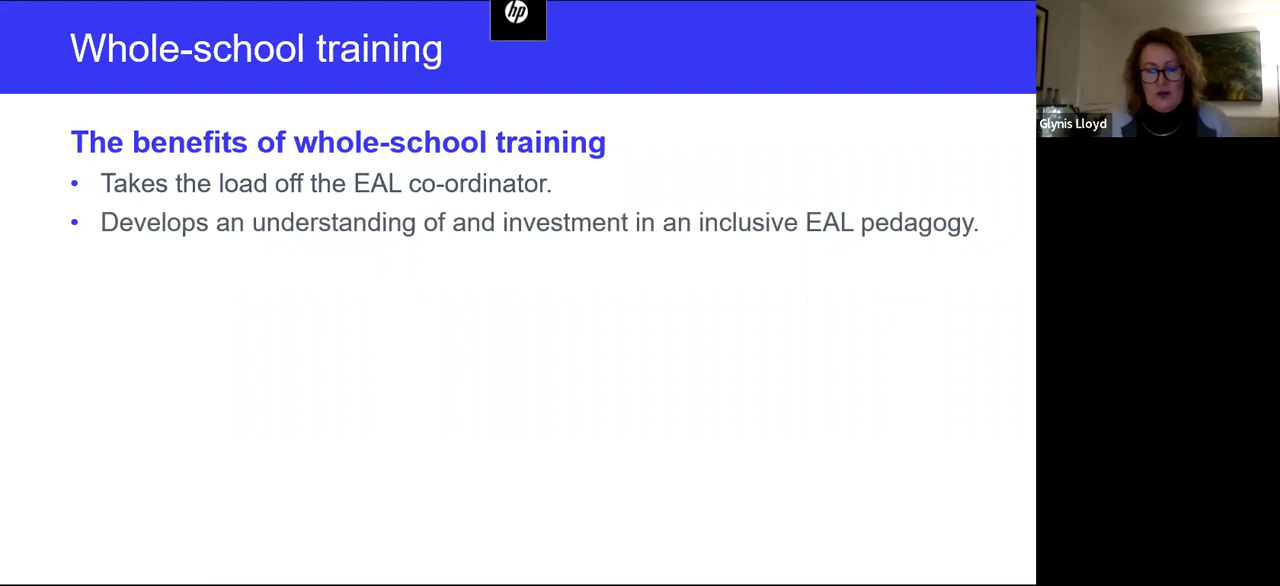 hp
Whole-school training
The benefits of whole-school training
• Takes the load off the EAL co-ordinator.
• Develops an understanding of and investment in an inclusive EAL pedagogy.
Glynis Lloyd